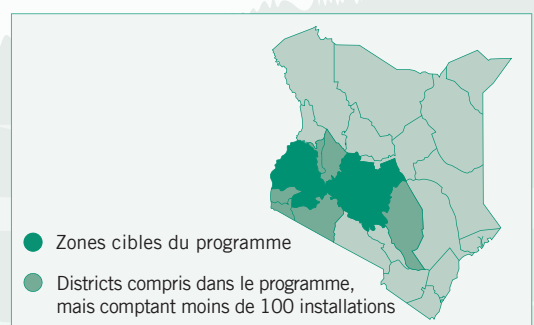 Zones cibles du programme
Districts compris dans le programme,
mais comptant moins de 100 installations